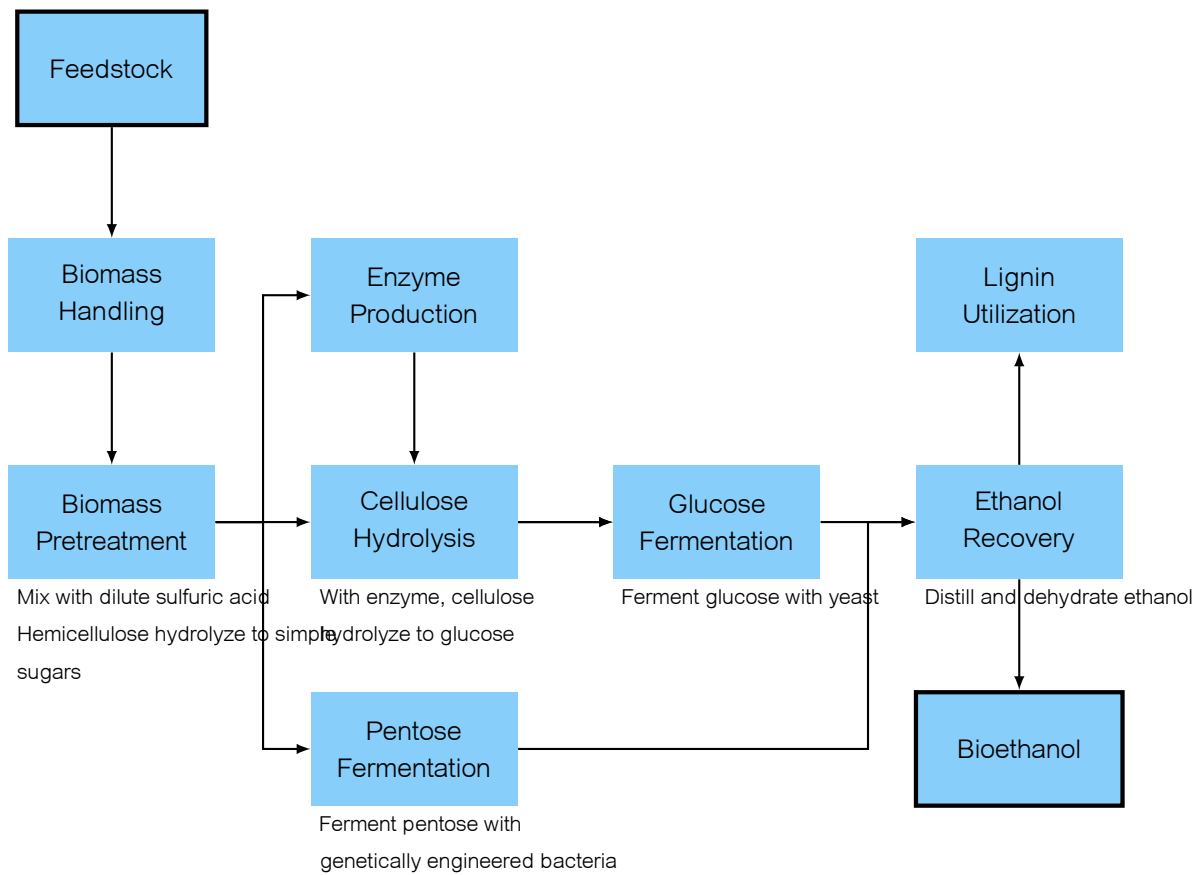 Feedstock
Biomass
Handling
Enzyme
Production
Lignin
Utilization
Biomass
Pretreatment
Cellulose
Hydrolysis
Glucose
Fermentation
Ethanol
Recovery
Mix with dilute sulfuric acid
Hemicellulose hydrolyze to simple
sugars
With enzyme, cellulose
hydrolyze to glucose
Ferment glucose with yeast
Distill and dehydrate ethanol
Pentose
Fermentation
Bioethanol
Ferment pentose with
genetically engineered bacteria